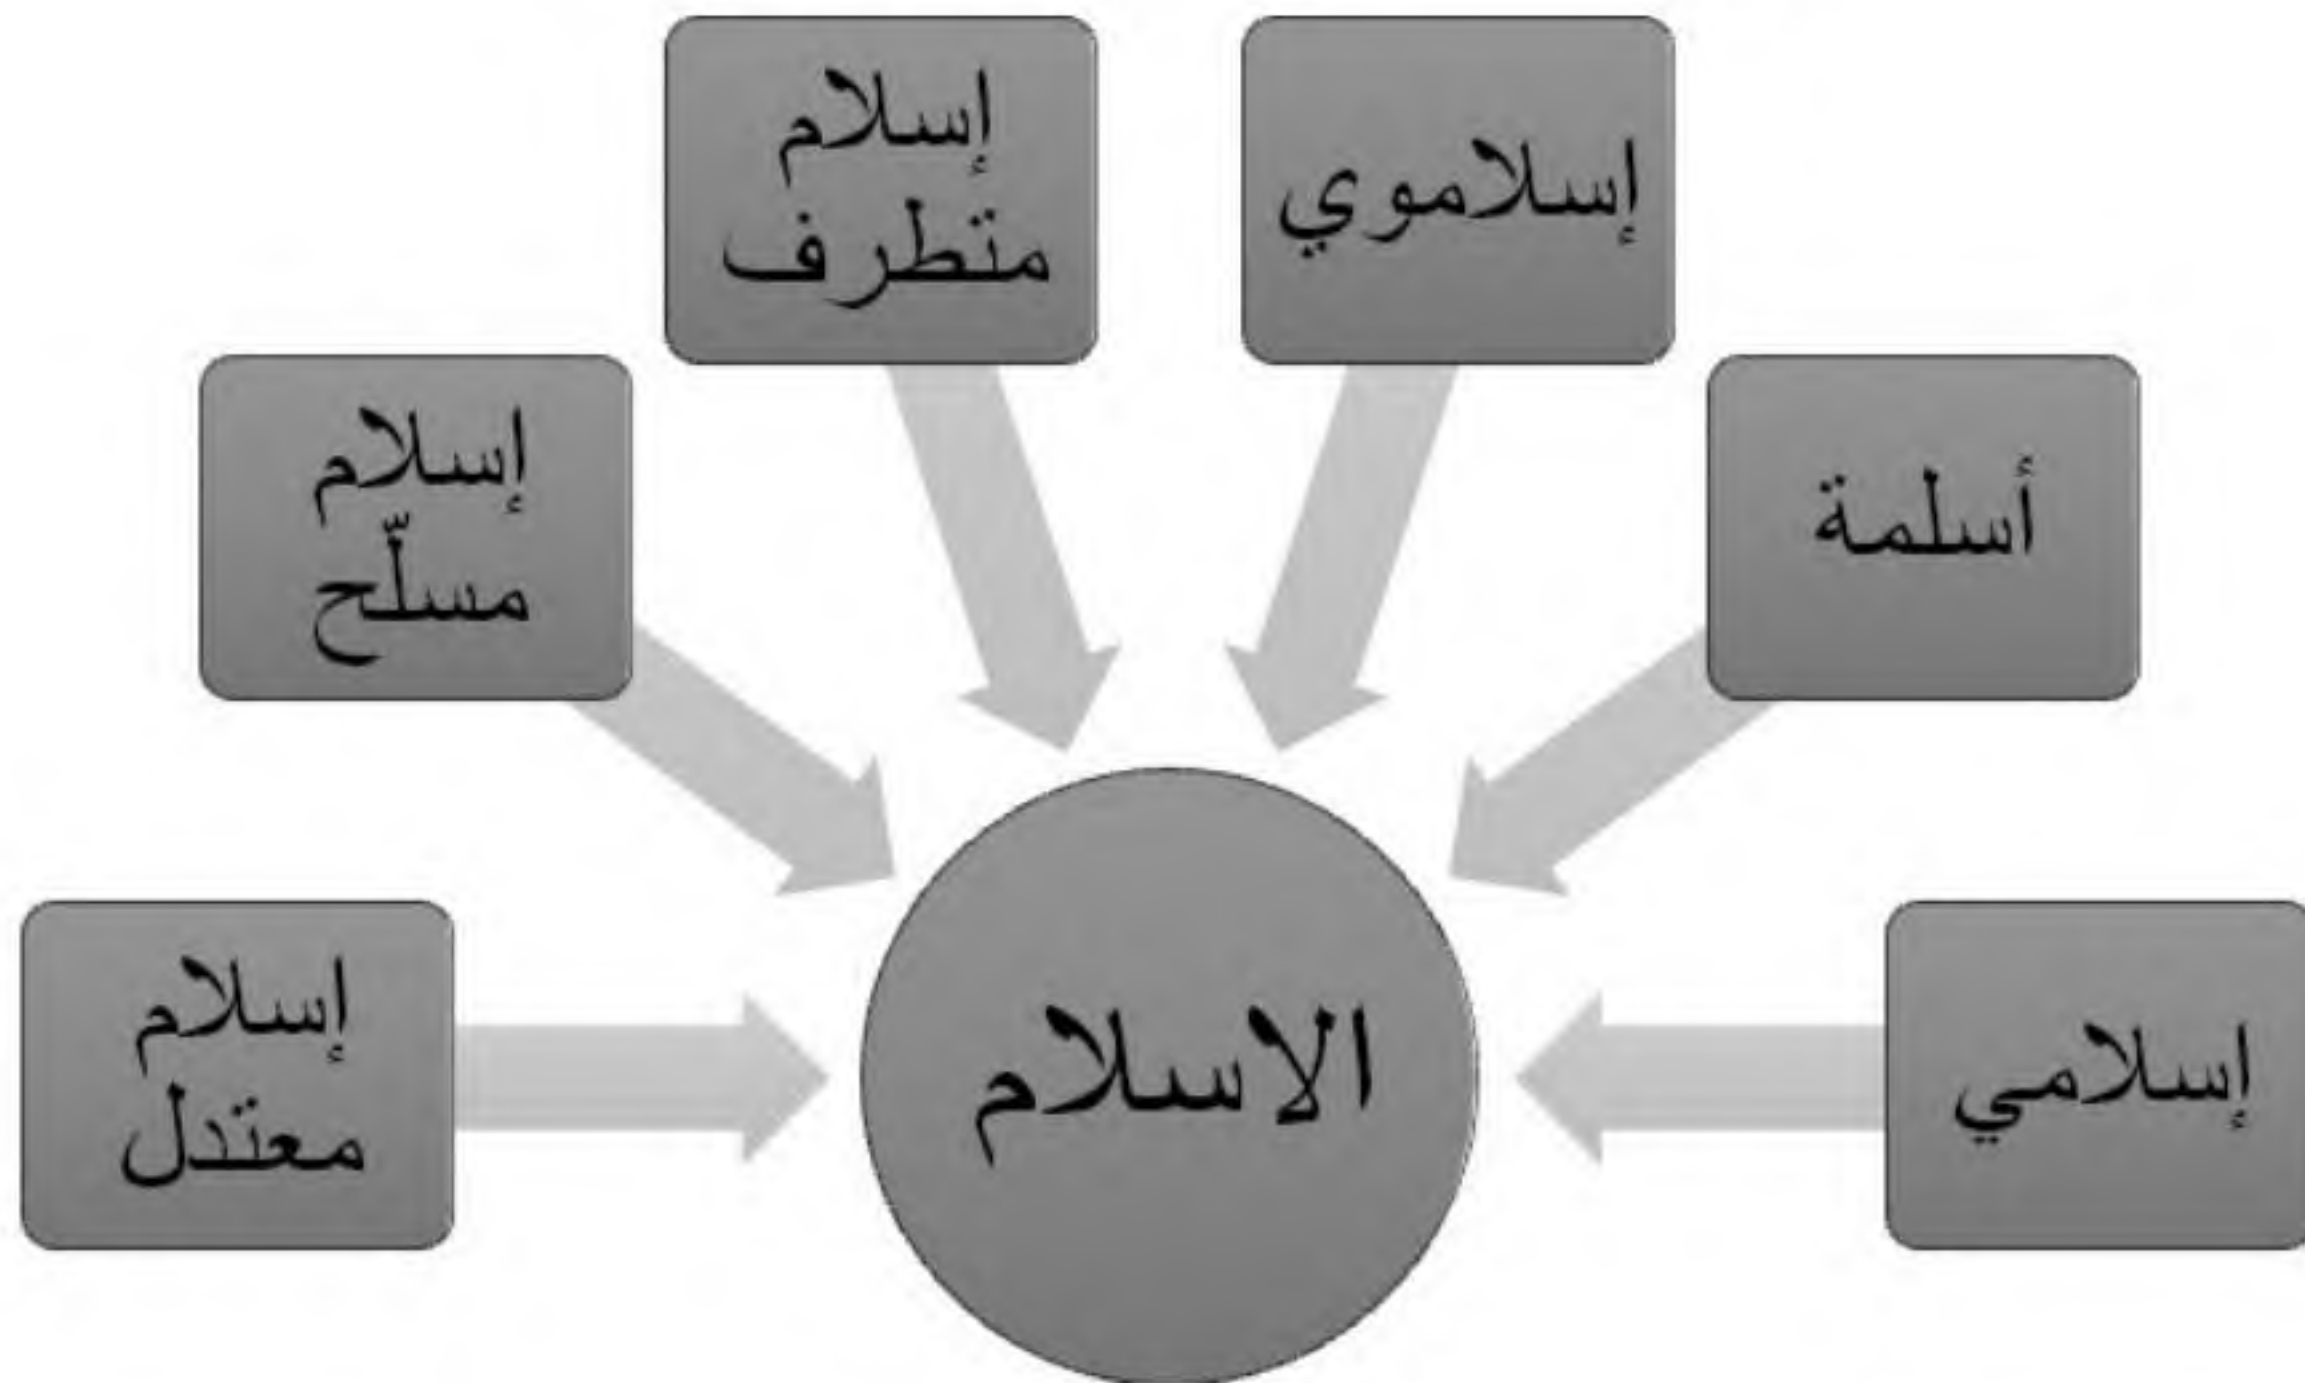 إسلاموي
إسلام
متطرف
أسلمة
إسلام
مسلّح
إسلامي
الاسلام
إسلام
معتدل